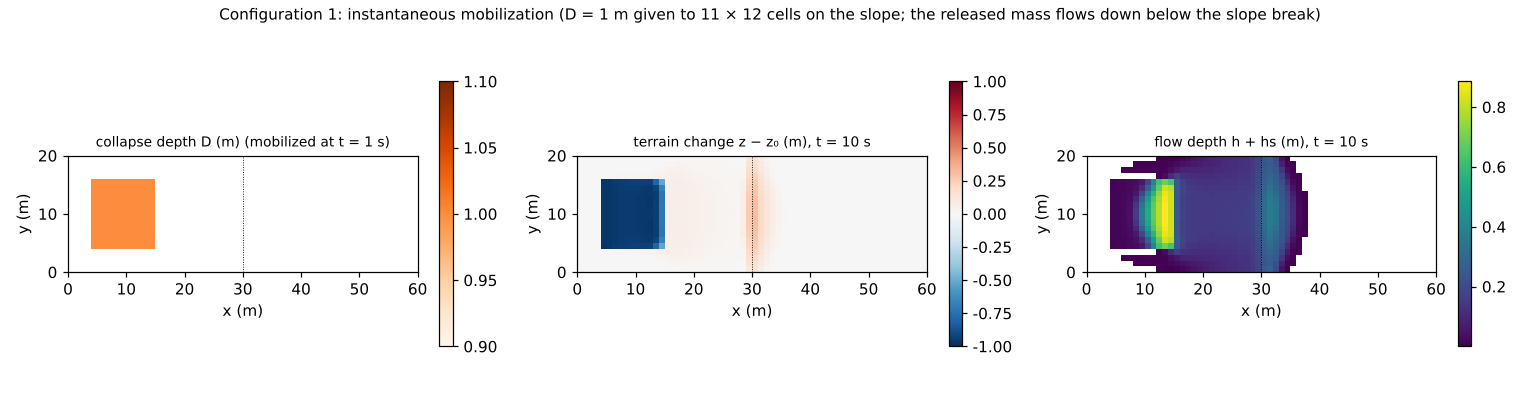 Configuration 1: instantaneous mobilization (D = 1 m given to 11 × 12 cells on the slope; the released mass flows down below the slope break)
collapse depth D (m) (mobilized at t = 1 s)
20
10
0
y (m)
0 10 20 30 40 50 60
x (m)
1.10
1.05
1.00
0.95
0.90
terrain change z − z₀ (m), t = 10 s
20
10
0
y (m)
0 10 20 30 40 50 60
x (m)
1.00
0.75
0.50
0.25
0.00
-0.25
-0.50
-0.75
-1.00
flow depth h + hs (m), t = 10 s
20
10
0
y (m)
0 10 20 30 40 50 60
x (m)
0.8
0.6
0.4
0.2